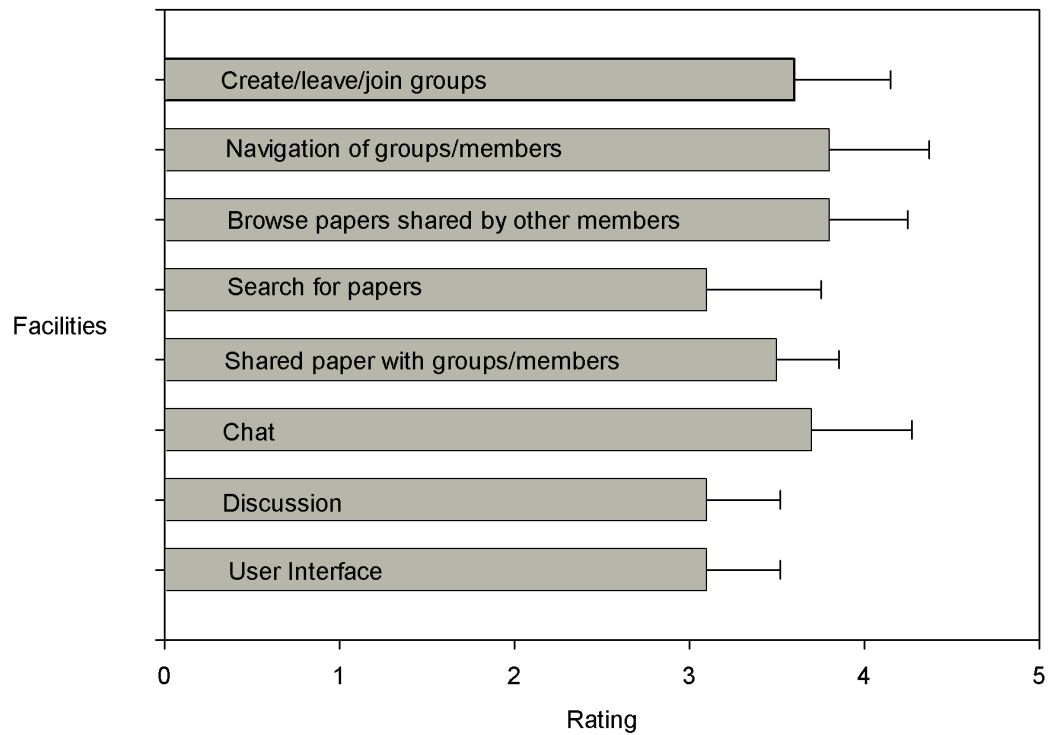 Create/leave/join groups
Navigation of groups/members
Browse papers shared by other members
Search for papers
Facilities
Shared paper with groups/members
Chat
Discussion
User Interface
0 1 2 3 4 5
Rating